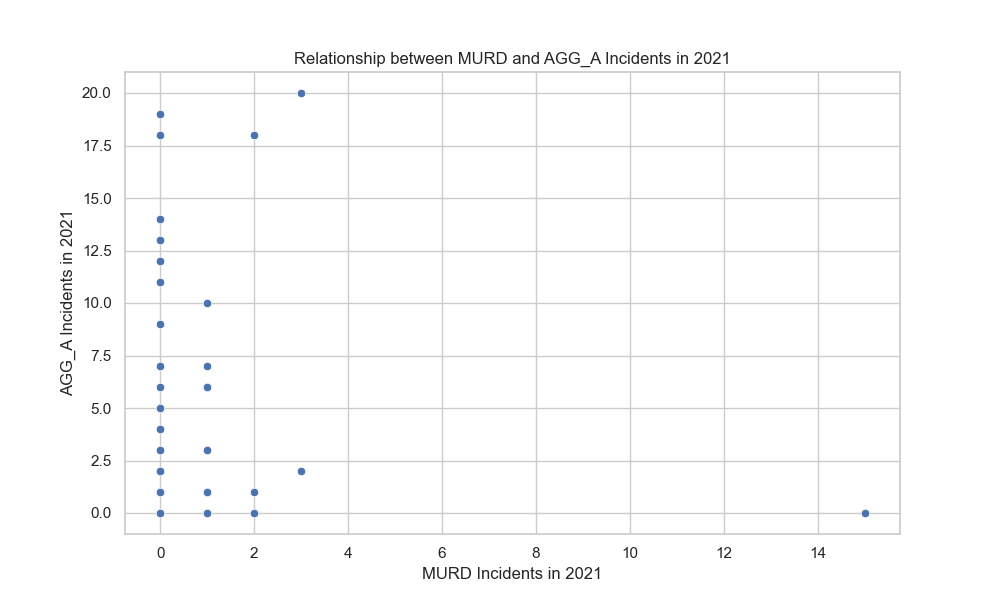 Relationship between MURD and AGG_A Incidents in 2021
20.0
17.5
15.0
12.5
10.0
7.5
5.0
2.5
0.0
AGG_A Incidents in 2021
0 2 4 6 8 10 12 14
MURD Incidents in 2021